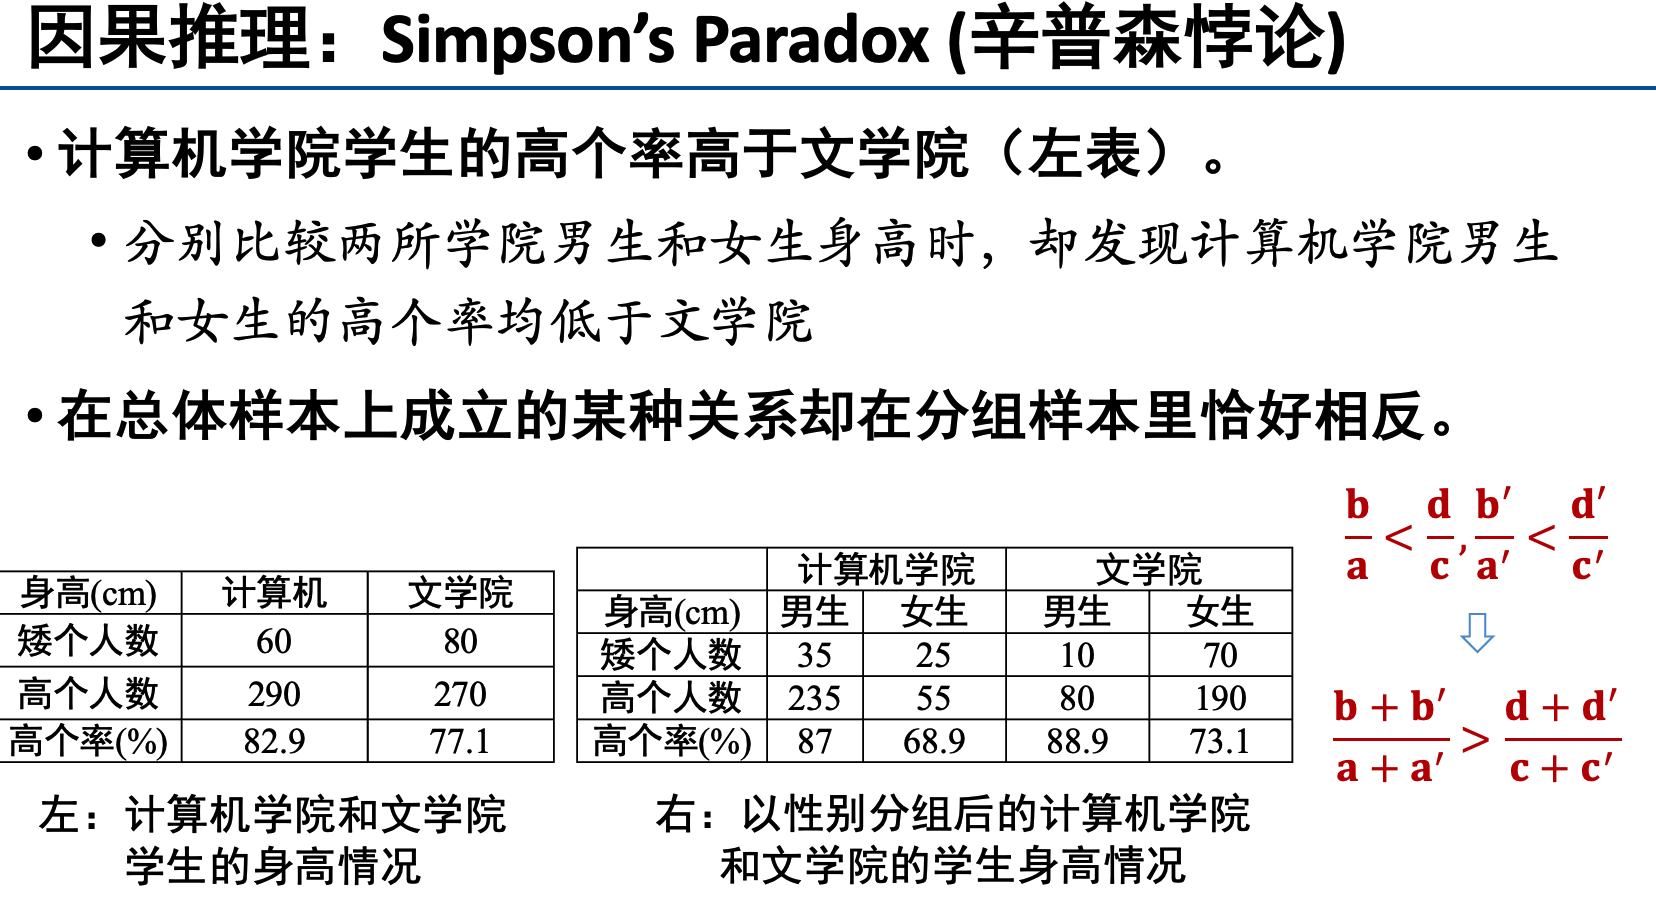 因果推理：Simpson’s Paradox (辛普森悖论)
• 计算机学院学生的高个率高于文学院（左表）。
• 分别比较两所学院男生和女生身高时，却发现计算机学院男生
和女生的高个率均低于文学院
• 在总体样本上成立的某种关系却在分组样本里恰好相反。
身高(cm) 计算机 文学院
矮个人数 60 80
高个人数 290 270
高个率(%) 82.9 77.1
左：计算机学院和文学院
学生的身高情况
计算机学院 文学院
身高(cm) 男生 女生 男生 女生
矮个人数 35 25 10 70
高个人数 235 55 80 190
高个率(%) 87 68.9 88.9 73.1
右：以性别分组后的计算机学院
和文学院的学生身高情况
b/a < d/c, b′/a′ < d′/c′
b + b′/a + a′ > d + d′/c + c′